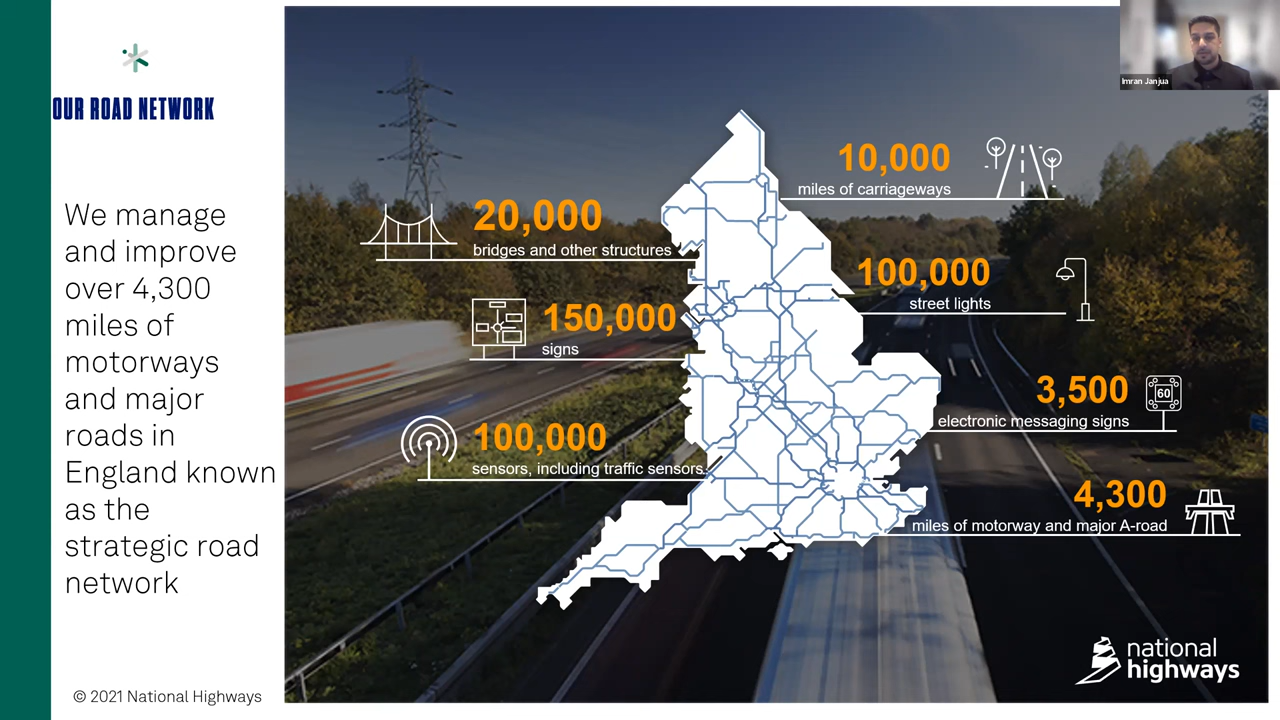 OUR ROAD NETWORK
We manage
and improve
over 4,300
miles of
motorways
and major
roads in
England known
as the
strategic road
network
© 2021 National Highways
20,000
bridges and other structures
150,000
signs
100,000
sensors, including traffic sensors
10,000
miles of carriageways
100,000
street lights
3,500
electronic messaging signs
60
4,300
miles of motorway and major A-road
national
highways
Imran Janjua